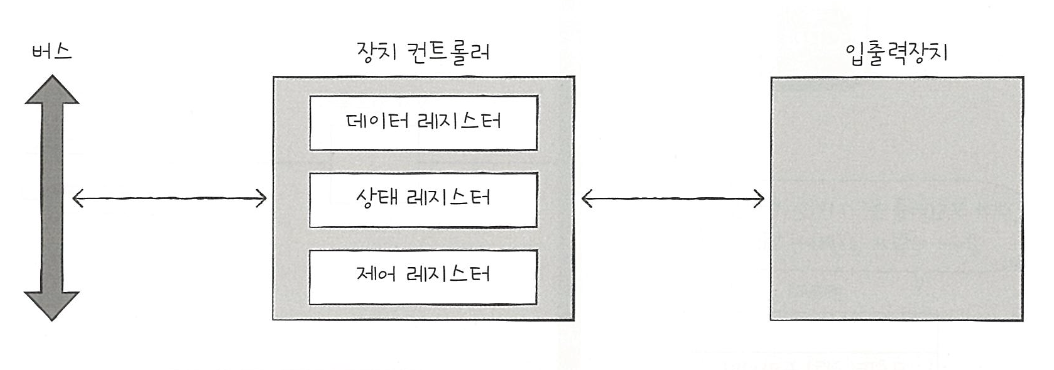 버스
장치 컨트롤러
입출력장치
데이터 레지스터
상태 레지스터
제어 레지스터